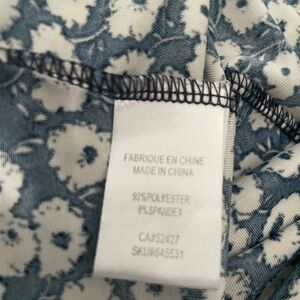 FABRIQUE EN CHINE
MADE IN CHINA
92%POLYESTER
8%SPANDEX
CA#52427
SKU#645531